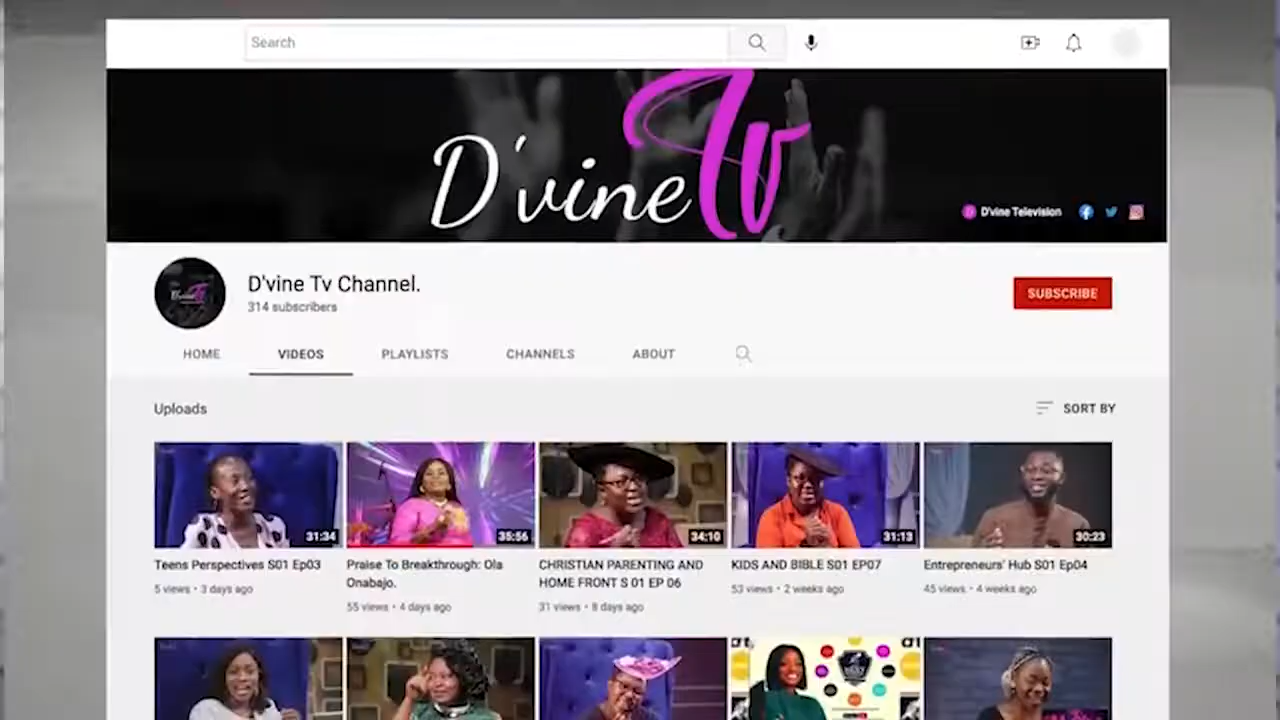 Search
D'vine Tv
D'vine Television
D'vine Tv Channel.
314 subscribers
SUBSCRIBE
HOME
VIDEOS
PLAYLISTS
CHANNELS
ABOUT
Uploads
SORT BY
31:34
35:56
34:10
31:13
30:23
Teens Perspectives S01 Ep03
5 views • 3 days ago
Praise To Breakthrough: Ola
Onabajo.
55 views • 4 days ago
CHRISTIAN PARENTING AND
HOME FRONT S 01 EP 06
31 views • 8 days ago
KIDS AND BIBLE S01 EP07
53 views • 2 weeks ago
Entrepreneurs' Hub S01 Ep04
45 views • 4 weeks ago